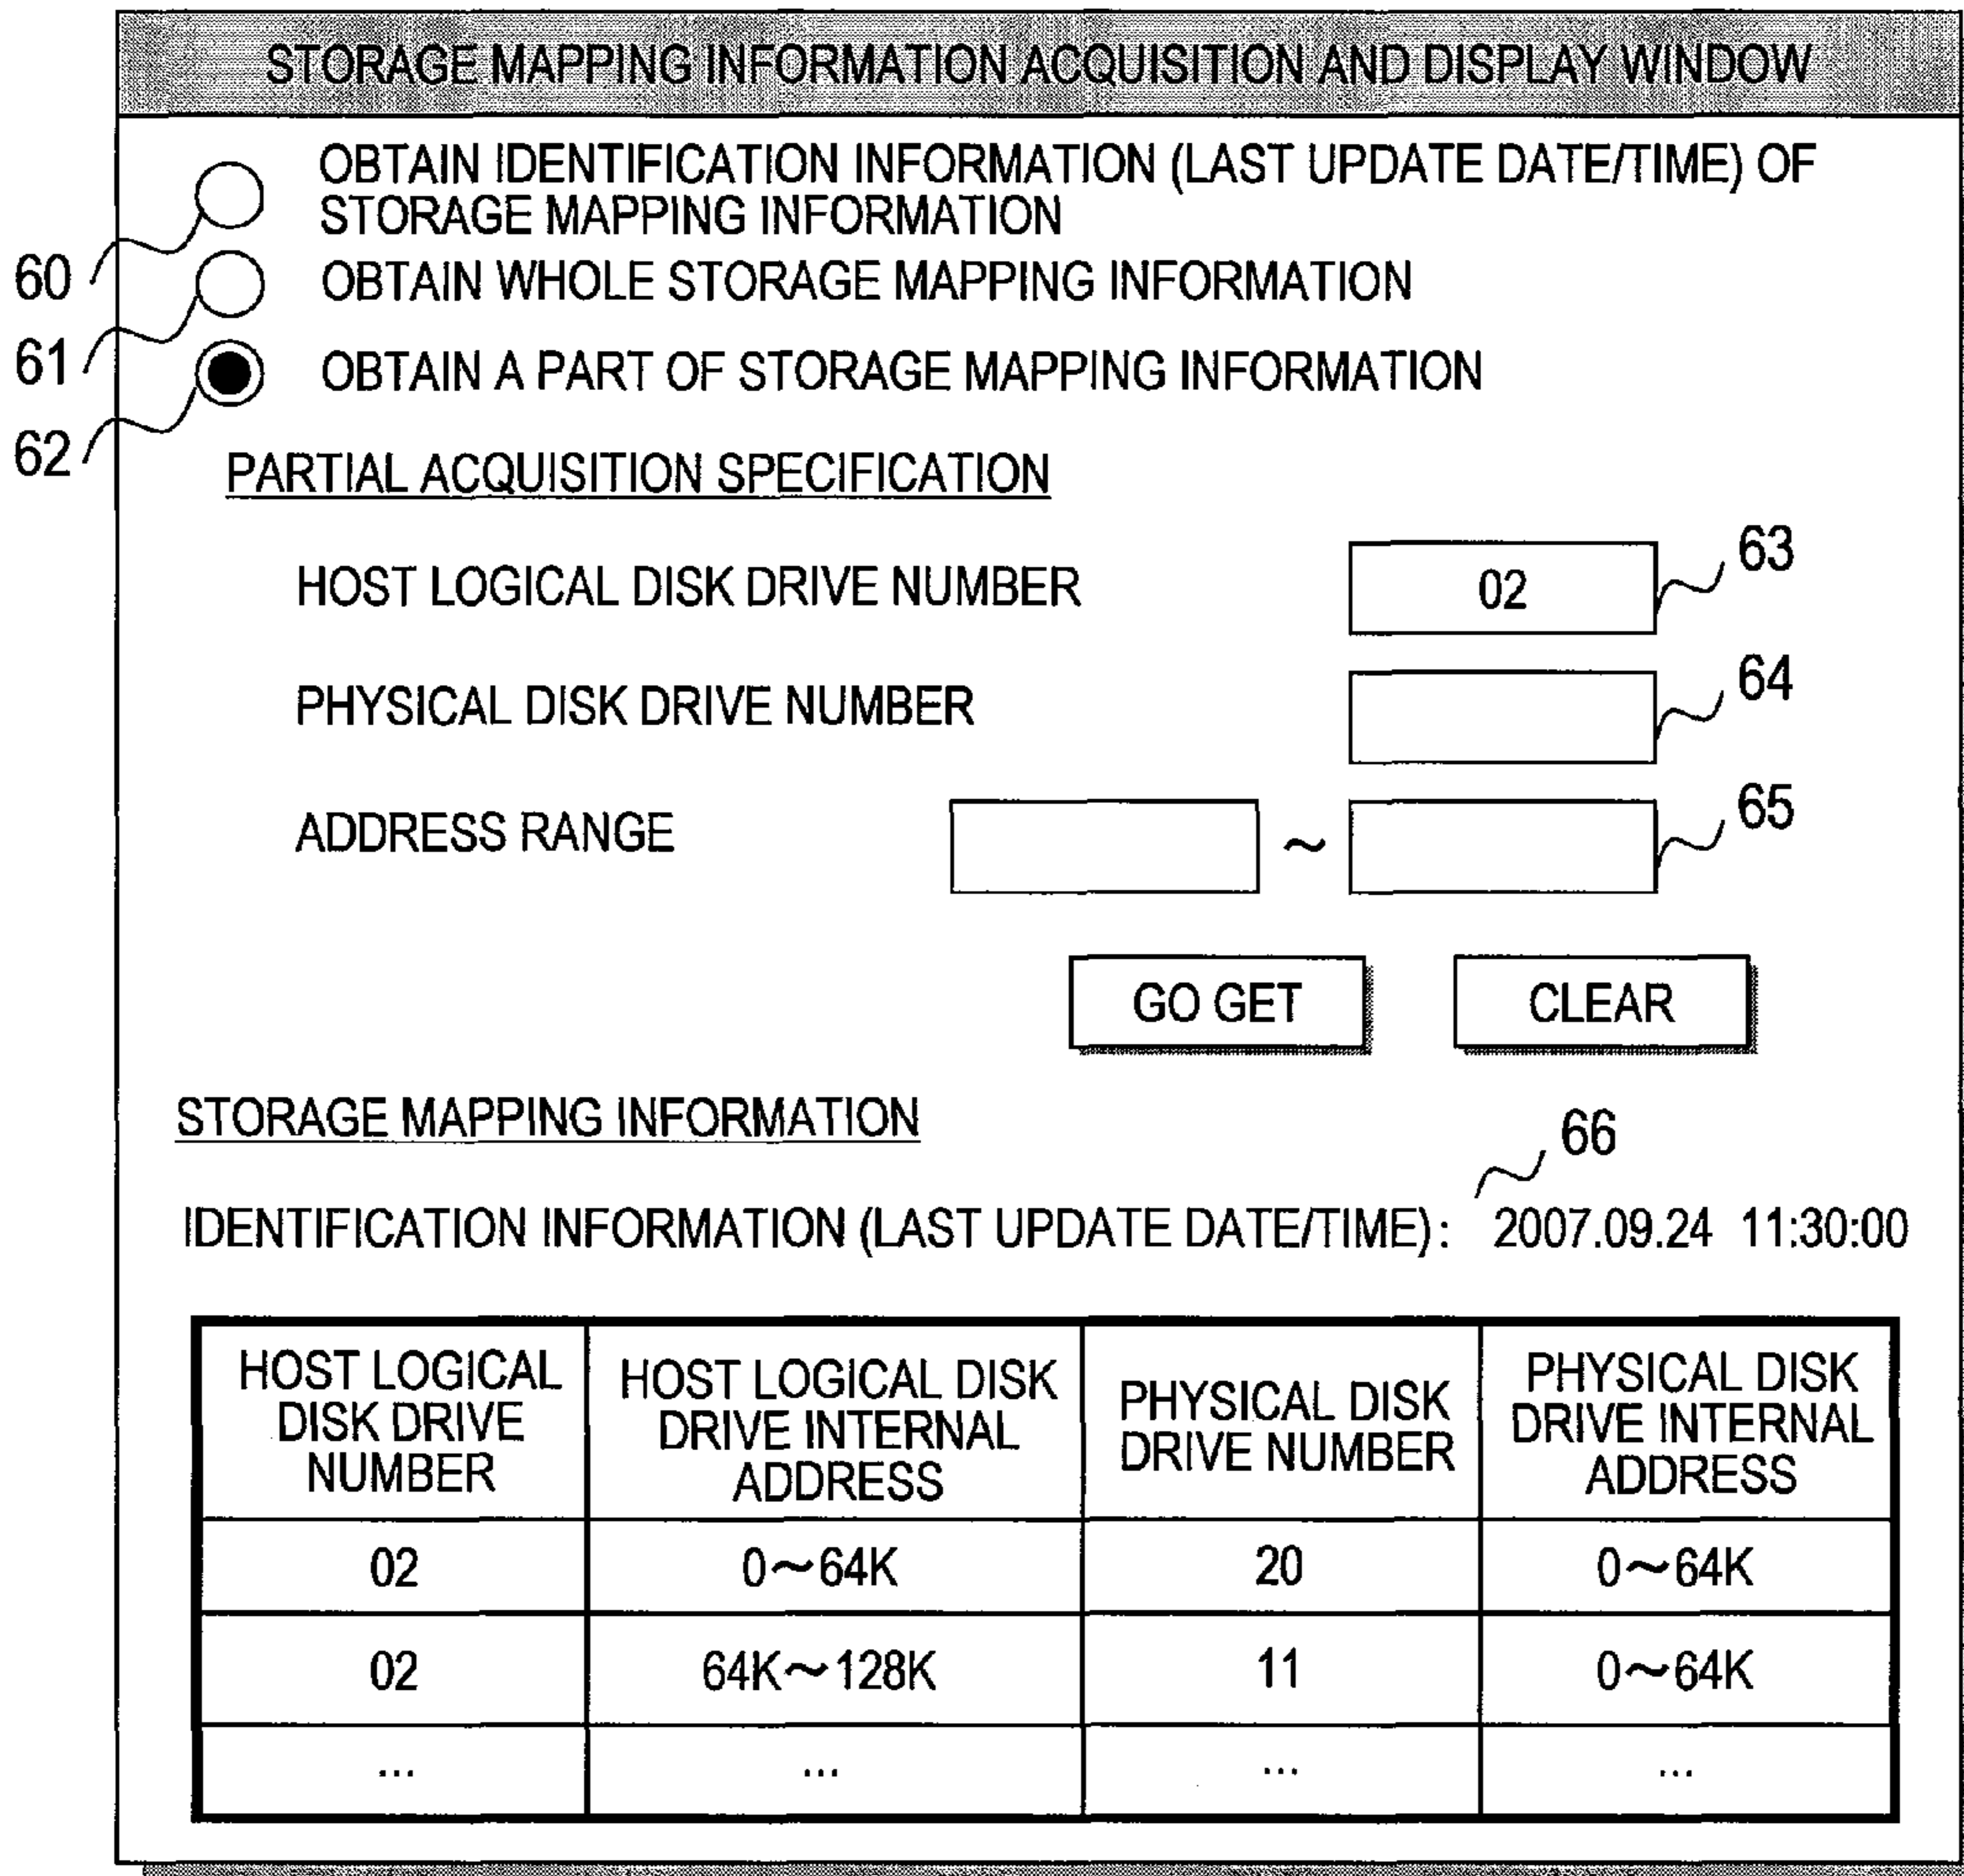 STORAGE MAPPING INFORMATION ACQUISITION AND DISPLAY WINDOW
OBTAIN IDENTIFICATION INFORMATION (LAST UPDATE DATE/TIME) OF
STORAGE MAPPING INFORMATION
60
OBTAIN WHOLE STORAGE MAPPING INFORMATION
61
OBTAIN A PART OF STORAGE MAPPING INFORMATION
62
PARTIAL ACQUISITION SPECIFICATION
HOST LOGICAL DISK DRIVE NUMBER 02 63
PHYSICAL DISK DRIVE NUMBER 64
ADDRESS RANGE ~ 65
GO GET CLEAR
STORAGE MAPPING INFORMATION
66
IDENTIFICATION INFORMATION (LAST UPDATE DATE/TIME): 2007.09.24 11:30:00
HOST LOGICAL DISK DRIVE NUMBER | HOST LOGICAL DISK DRIVE INTERNAL ADDRESS | PHYSICAL DISK DRIVE NUMBER | PHYSICAL DISK DRIVE INTERNAL ADDRESS
02 | 0~64K | 20 | 0~64K
02 | 64K~128K | 11 | 0~64K
... | ... | ... | ...